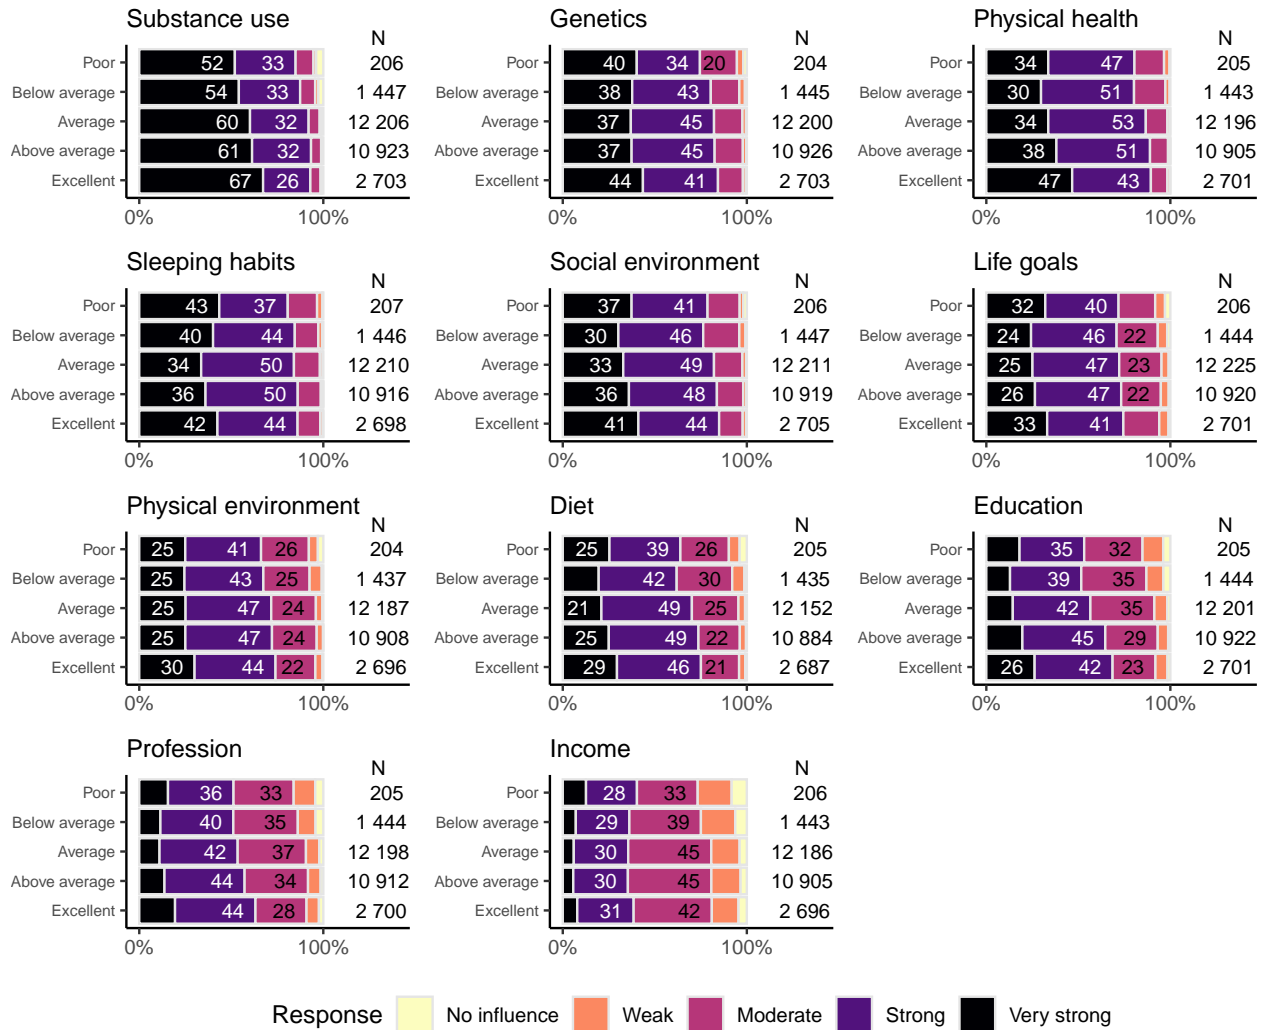 Substance use
N
Poor 52 33 206
Below average 54 33 1 447
Average 60 32 12 206
Above average 61 32 10 923
Excellent 67 26 2 703
0% 100%
Genetics
N
Poor 40 34 20 204
Below average 38 43 1 445
Average 37 45 12 200
Above average 37 45 10 926
Excellent 44 41 2 703
0% 100%
Physical health
N
Poor 34 47 205
Below average 30 51 1 443
Average 34 53 12 196
Above average 38 51 10 905
Excellent 47 43 2 701
0% 100%
Sleeping habits
N
Poor 43 37 207
Below average 40 44 1 446
Average 34 50 12 210
Above average 36 50 10 916
Excellent 42 44 2 698
0% 100%
Social environment
N
Poor 37 41 206
Below average 30 46 1 447
Average 33 49 12 211
Above average 36 48 10 919
Excellent 41 44 2 705
0% 100%
Life goals
N
Poor 32 40 206
Below average 24 46 22 1 444
Average 25 47 23 12 225
Above average 26 47 22 10 920
Excellent 33 41 2 701
0% 100%
Physical environment
N
Poor 25 41 26 204
Below average 25 43 25 1 437
Average 25 47 24 12 187
Above average 25 47 24 10 908
Excellent 30 44 22 2 696
0% 100%
Diet
N
Poor 25 39 26 205
Below average 42 30 1 435
Average 21 49 25 12 152
Above average 25 49 22 10 884
Excellent 29 46 21 2 687
0% 100%
Education
N
Poor 35 32 205
Below average 39 35 1 444
Average 42 35 12 201
Above average 45 29 10 922
Excellent 26 42 23 2 701
0% 100%
Profession
N
Poor 36 33 205
Below average 40 35 1 444
Average 42 37 12 198
Above average 44 34 10 912
Excellent 44 28 2 700
0% 100%
Income
N
Poor 28 33 206
Below average 29 39 1 443
Average 30 45 12 186
Above average 30 45 10 905
Excellent 31 42 2 696
0% 100%
Response No influence Weak Moderate Strong Very strong